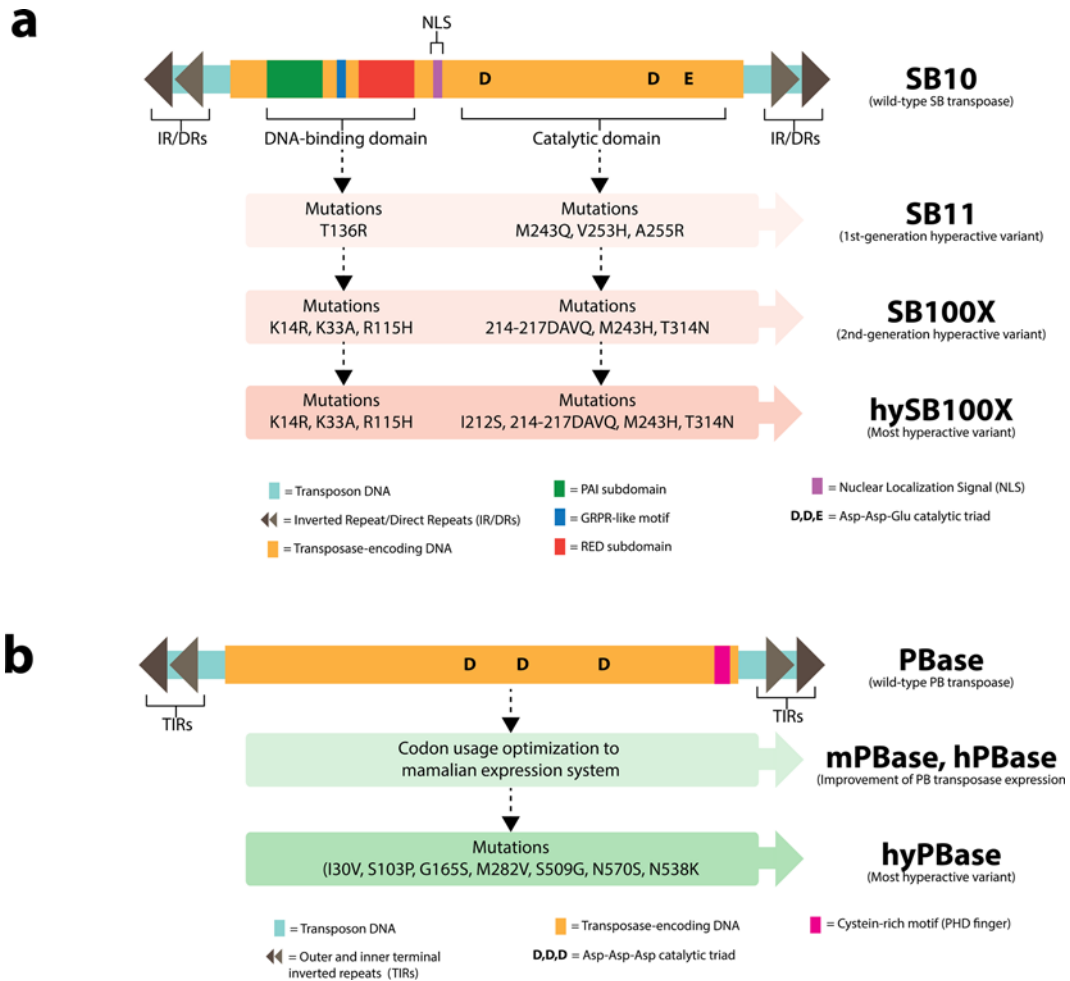 a
NLS
D
D
E
SB10
(wild-type SB transpoase)
IR/DRs
DNA-binding domain
Catalytic domain
IR/DRs
Mutations
T136R
Mutations
M243Q, V253H, A255R
SB11
(1st-generation hyperactive variant)
Mutations
K14R, K33A, R115H
Mutations
214-217DAVQ, M243H, T314N
SB100X
(2nd-generation hyperactive variant)
Mutations
K14R, K33A, R115H
Mutations
I212S, 214-217DAVQ, M243H, T314N
hySB100X
(Most hyperactive variant)
= Transposon DNA
= Inverted Repeat/Direct Repeats (IR/DRs)
= Transposase-encoding DNA
= PAI subdomain
= GRPR-like motif
= RED subdomain
= Nuclear Localization Signal (NLS)
D,D,E = Asp-Asp-Glu catalytic triad
b
D
D
D
PBase
(wild-type PB transpoase)
TIRs
TIRs
Codon usage optimization to
mamalian expression system
mPBase, hPBase
(Improvement of PB transposase expression
Mutations
(I30V, S103P, G165S, M282V, S509G, N570S, N538K
hyPBase
(Most hyperactive variant)
= Transposon DNA
= Outer and inner terminal
inverted repeats (TIRs)
= Transposase-encoding DNA
D,D,D = Asp-Asp-Asp catalytic triad
= Cystein-rich motif (PHD finger)